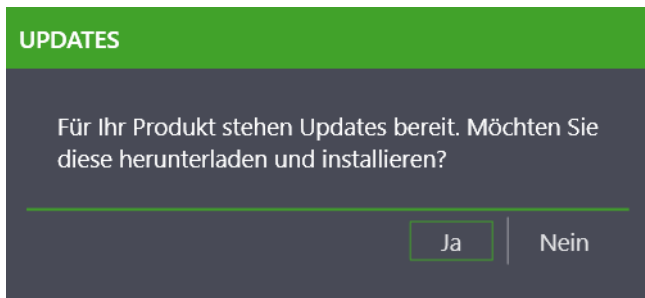 UPDATES
Für Ihr Produkt stehen Updates bereit. Möchten Sie
diese herunterladen und installieren?
Ja
Nein